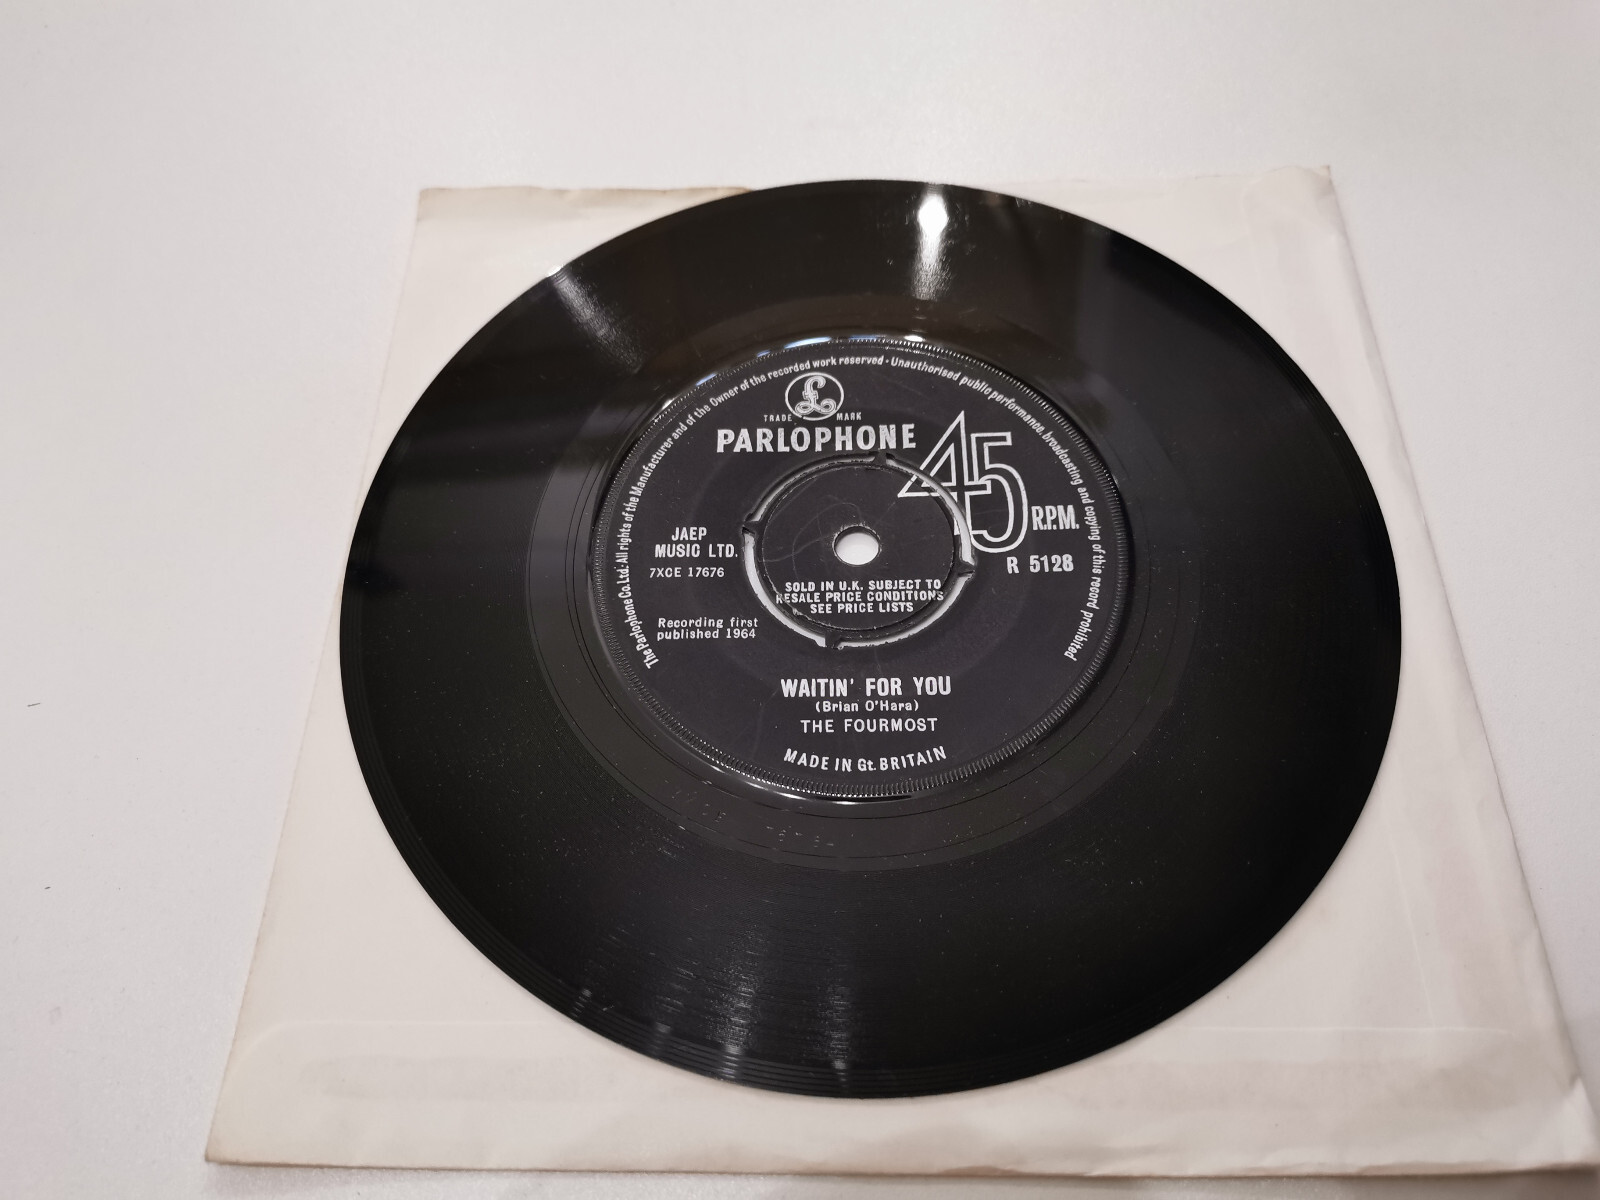 The Parlophone Co. Ltd. All rights of the Manufacturer and of the Owner of the recorded work reserved · Unauthorised public performance, broadcasting and copying of this record prohibited
£
TRADE MARK
PARLOPHONE
45 R.P.M.
JAEP
MUSIC LTD.
7XCE 17676
R 5128
SOLD IN U.K. SUBJECT TO
RESALE PRICE CONDITIONS
SEE PRICE LISTS
Recording first
published 1964
WAITIN' FOR YOU
(Brian O'Hara)
THE FOURMOST
MADE IN Gt. BRITAIN